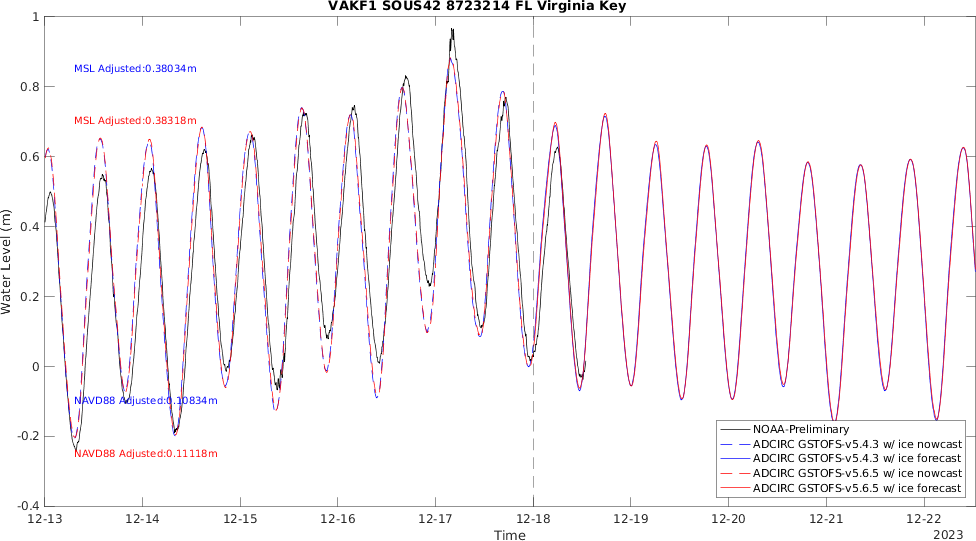 VAKF1 SOUS42 8723214 FL Virginia Key
1
0.8
0.6
0.4
0.2
0
-0.2
-0.4
Water Level (m)
MSL Adjusted:0.38034m
MSL Adjusted:0.38318m
NAVD88 Adjusted:0.10834m
NAVD88 Adjusted:0.11118m
NOAA-Preliminary
ADCIRC GSTOFS-v5.4.3 w/ ice nowcast
ADCIRC GSTOFS-v5.4.3 w/ ice forecast
ADCIRC GSTOFS-v5.6.5 w/ ice nowcast
ADCIRC GSTOFS-v5.6.5 w/ ice forecast
12-13 12-14 12-15 12-16 12-17 12-18 12-19 12-20 12-21 12-22
Time
2023